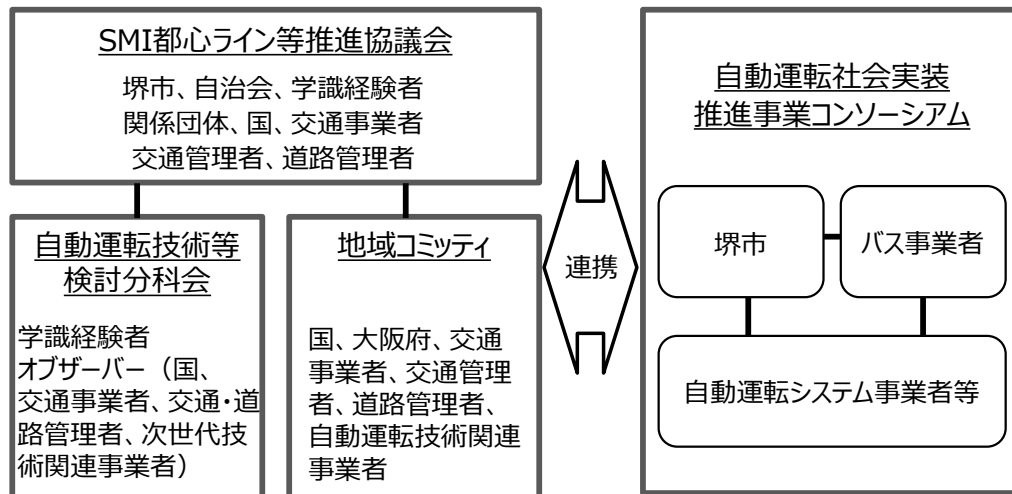 SMI都心ライン等推進協議会
堺市、自治会、学識経験者
関係団体、国、交通事業者
交通管理者、道路管理者
自動運転技術等
検討分科会
学識経験者
オブザーバー（国、
交通事業者、交通・道
路管理者、次世代技
術関連事業者）
地域コミッティ
国、大阪府、交通
事業者、交通管理
者、道路管理者、
自動運転技術関連
事業者
連携
自動運転社会実装
推進事業コンソーシアム
堺市
バス事業者
自動運転システム事業者等